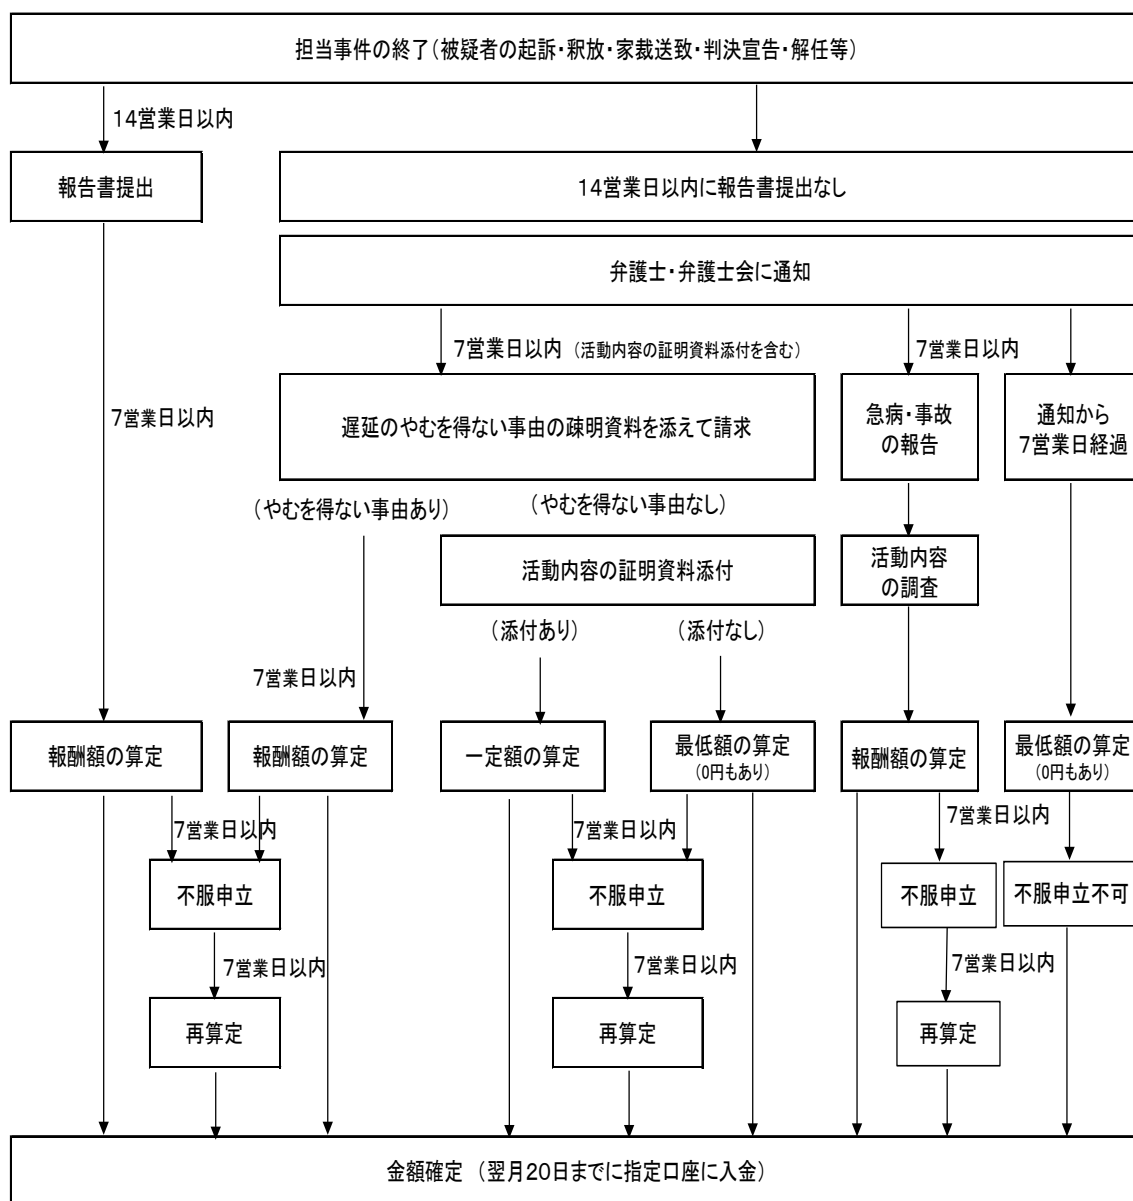 担当事件の終了(被疑者の起訴・釈放・家裁送致・判決宣告・解任等)
14営業日以内
報告書提出
14営業日以内に報告書提出なし
弁護士・弁護士会に通知
7営業日以内 (活動内容の証明資料添付を含む)
7営業日以内
7営業日以内
遅延のやむを得ない事由の疎明資料を添えて請求
急病・事故
の報告
通知から
7営業日経過
(やむを得ない事由あり)
(やむを得ない事由なし)
活動内容の証明資料添付
活動内容
の調査
(添付あり)
(添付なし)
7営業日以内
報酬額の算定
報酬額の算定
一定額の算定
最低額の算定
(0円もあり)
報酬額の算定
最低額の算定
(0円もあり)
7営業日以内
7営業日以内
7営業日以内
不服申立
不服申立
不服申立
不服申立不可
7営業日以内
7営業日以内
7営業日以内
再算定
再算定
再算定
金額確定 (翌月20日までに指定口座に入金)